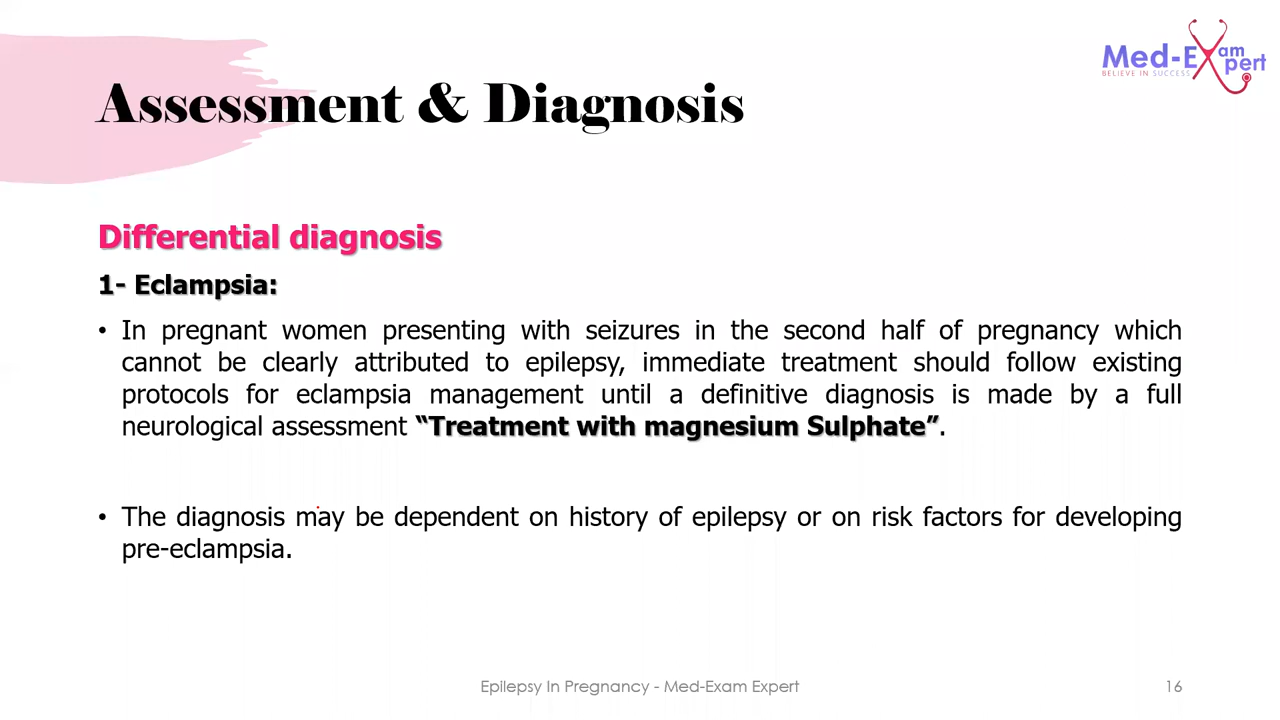 Med-Exam Expert
BELIEVE IN SUCCESS
Assessment & Diagnosis
Differential diagnosis
1- Eclampsia:
• In pregnant women presenting with seizures in the second half of pregnancy which
cannot be clearly attributed to epilepsy, immediate treatment should follow existing
protocols for eclampsia management until a definitive diagnosis is made by a full
neurological assessment “Treatment with magnesium Sulphate”.
• The diagnosis may be dependent on history of epilepsy or on risk factors for developing
pre-eclampsia.
Epilepsy In Pregnancy - Med-Exam Expert
16